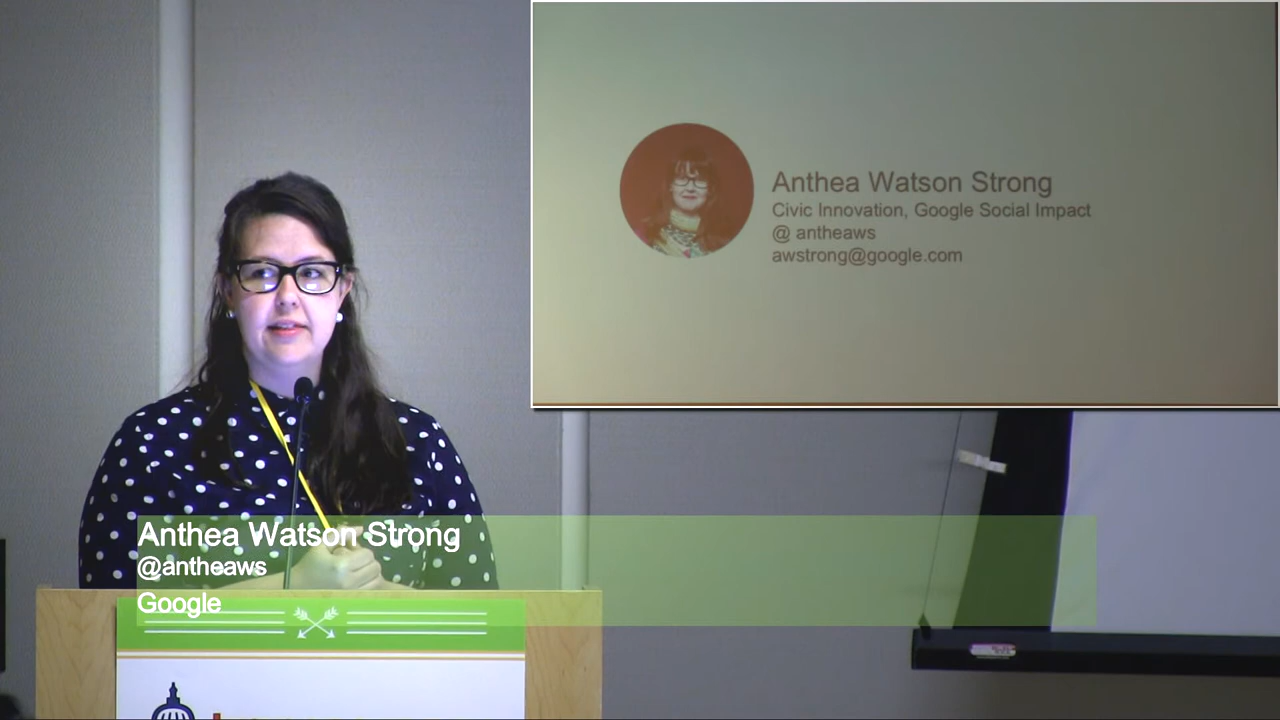 Anthea Watson Strong
Civic Innovation, Google Social Impact
@ antheaws
awstrong@google.com
Anthea Watson Strong
@antheaws
Google